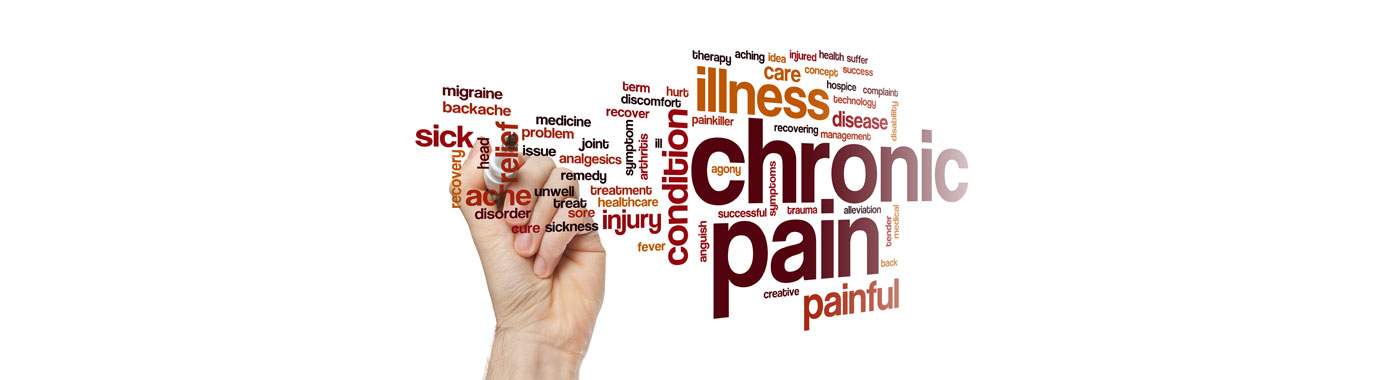 therapy
aching
idea
injured
health
suffer
care
concept
success
illness
hospice
complaint
technology
disability
painkiller
disease
recovering
management
term
hurt
discomfort
recover
condition
ill
symptom
arthritis
migraine
backache
sick
relief
head
recovery
medicine
problem
issue
joint
analgesics
remedy
ache
unwell
treatment
treat
healthcare
disorder
sore
cure
sickness
injury
fever
chronic
agony
symptoms
successful
trauma
alleviation
anguish
pain
tender
medical
back
creative
painful